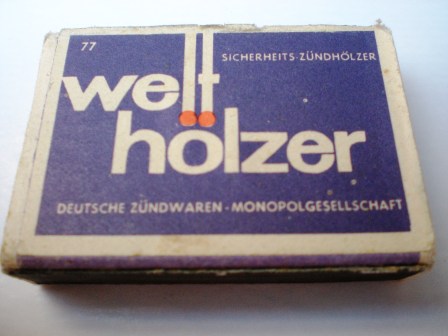 77
SICHERHEITS-ZÜNDHÖLZER
welt
hölzer
DEUTSCHE ZÜNDWAREN · MONOPOLGESELLSCHAFT